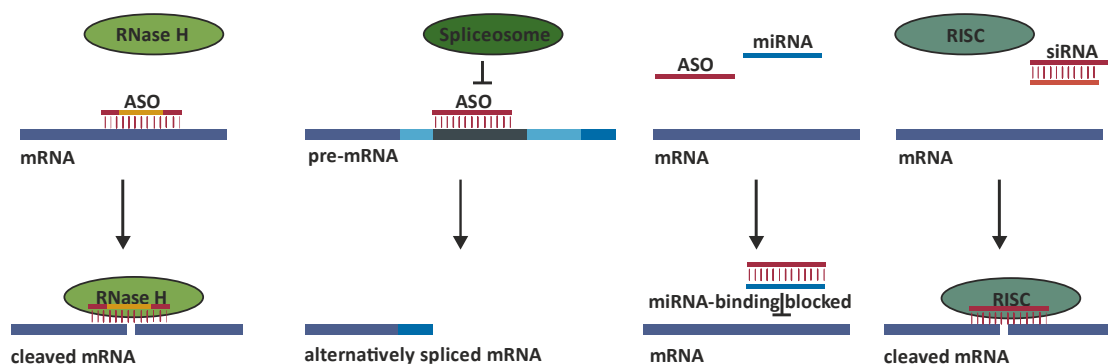 RNase H
ASO
mRNA
RNase H
cleaved mRNA
Spliceosome
ASO
pre-mRNA
alternatively spliced mRNA
miRNA
ASO
mRNA
miRNA-binding blocked
mRNA
RISC
siRNA
mRNA
RISC
cleaved mRNA